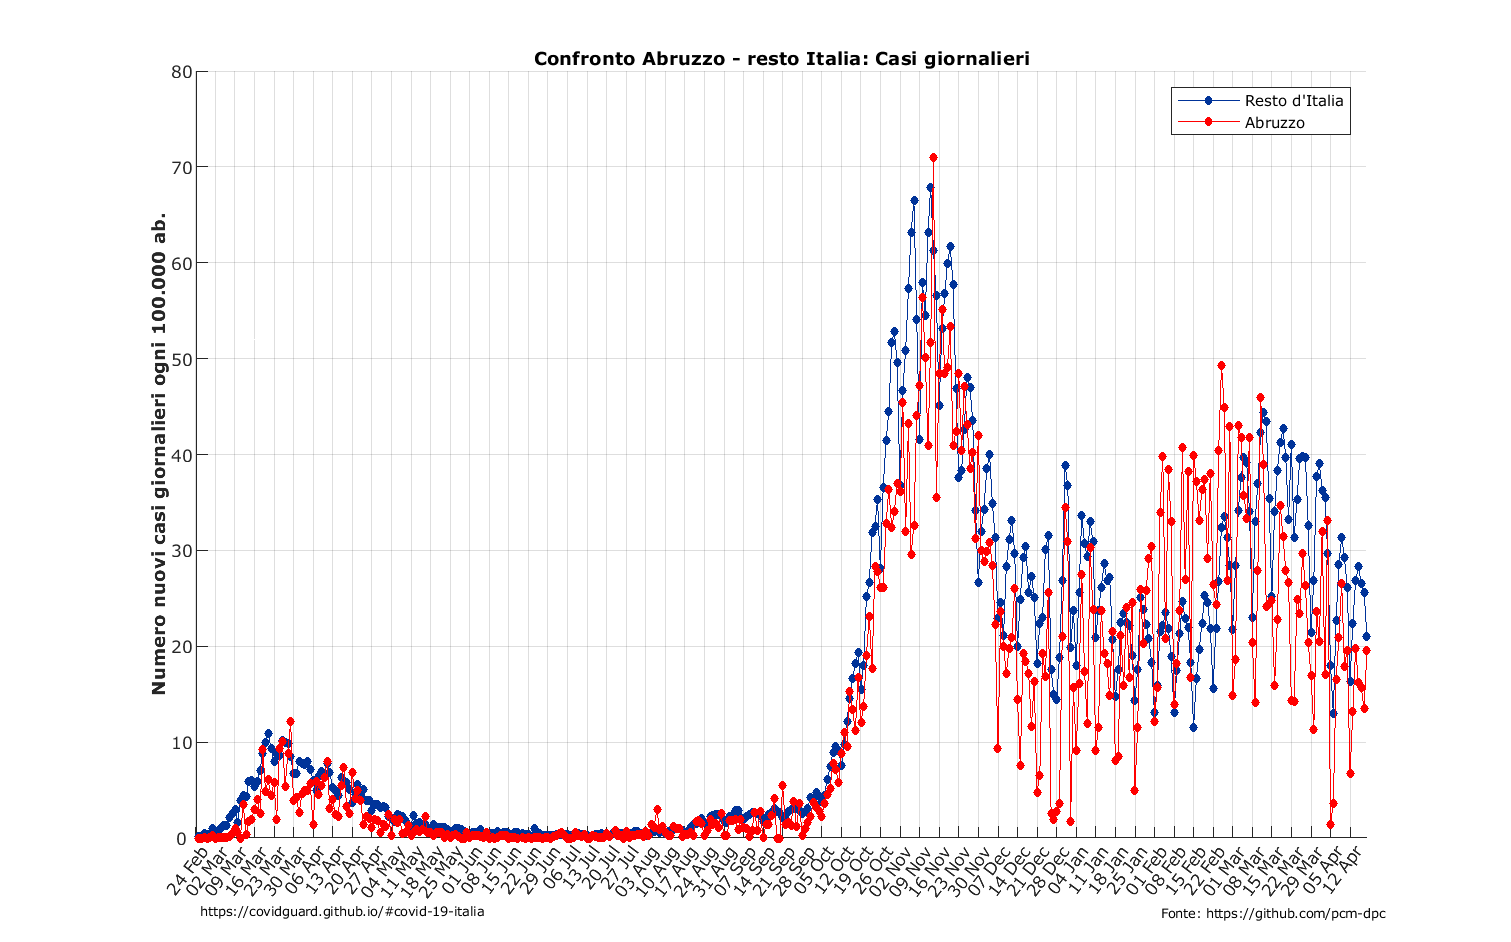 Confronto Abruzzo - resto Italia: Casi giornalieri
Resto d'Italia
Abruzzo
Numero nuovi casi giornalieri ogni 100.000 ab.
80
70
60
50
40
30
20
10
0
24 Feb
02 Mar
09 Mar
16 Mar
23 Mar
30 Mar
06 Apr
13 Apr
20 Apr
27 Apr
04 May
11 May
18 May
25 May
01 Jun
08 Jun
15 Jun
22 Jun
29 Jun
06 Jul
13 Jul
20 Jul
27 Jul
03 Aug
10 Aug
17 Aug
24 Aug
31 Aug
07 Sep
14 Sep
21 Sep
28 Sep
05 Oct
12 Oct
19 Oct
26 Oct
02 Nov
09 Nov
16 Nov
23 Nov
30 Nov
07 Dec
14 Dec
21 Dec
28 Dec
04 Jan
11 Jan
18 Jan
25 Jan
01 Feb
08 Feb
15 Feb
22 Feb
01 Mar
08 Mar
15 Mar
22 Mar
29 Mar
05 Apr
12 Apr
https://covidguard.github.io/#covid-19-italia
Fonte: https://github.com/pcm-dpc